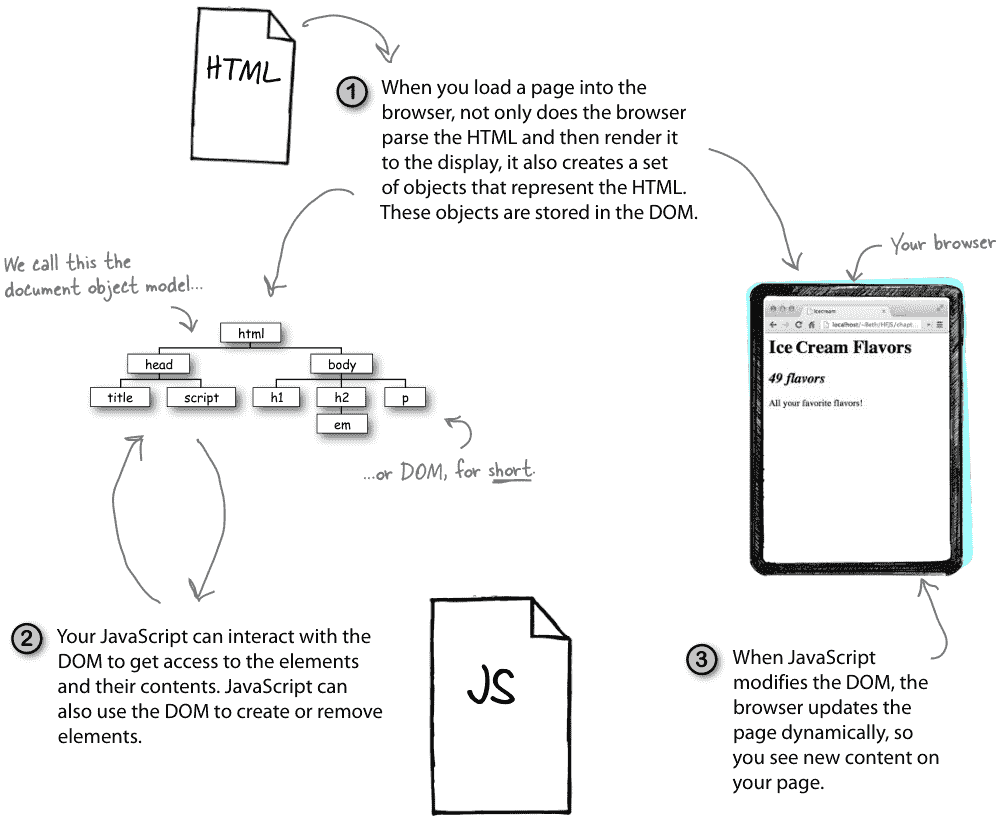 HTML
1
When you load a page into the
browser, not only does the browser
parse the HTML and then render it
to the display, it also creates a set
of objects that represent the HTML.
These objects are stored in the DOM.
We call this the
document object model...
html
head
body
title
script
h1
h2
p
em
...or DOM, for short.
Your browser
Icecream
localhost/~Beth/HFJS/chapt...
Ice Cream Flavors
49 flavors
All your favorite flavors!
2
Your JavaScript can interact with the
DOM to get access to the elements
and their contents. JavaScript can
also use the DOM to create or remove
elements.
JS
3
When JavaScript
modifies the DOM, the
browser updates the
page dynamically, so
you see new content on
your page.